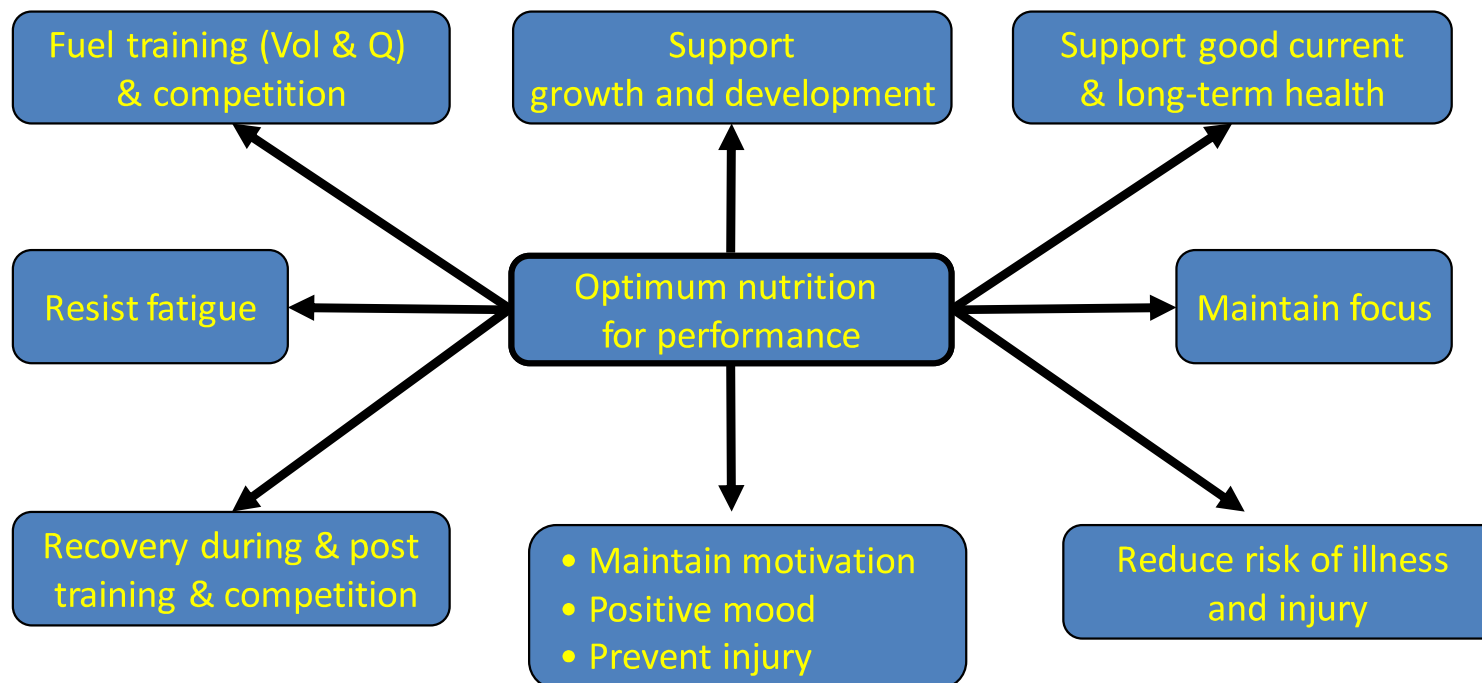 Fuel training (Vol & Q)
& competition
Support
growth and development
Support good current
& long-term health
Resist fatigue
Optimum nutrition
for performance
Maintain focus
Recovery during & post
training & competition
• Maintain motivation
• Positive mood
• Prevent injury
Reduce risk of illness
and injury